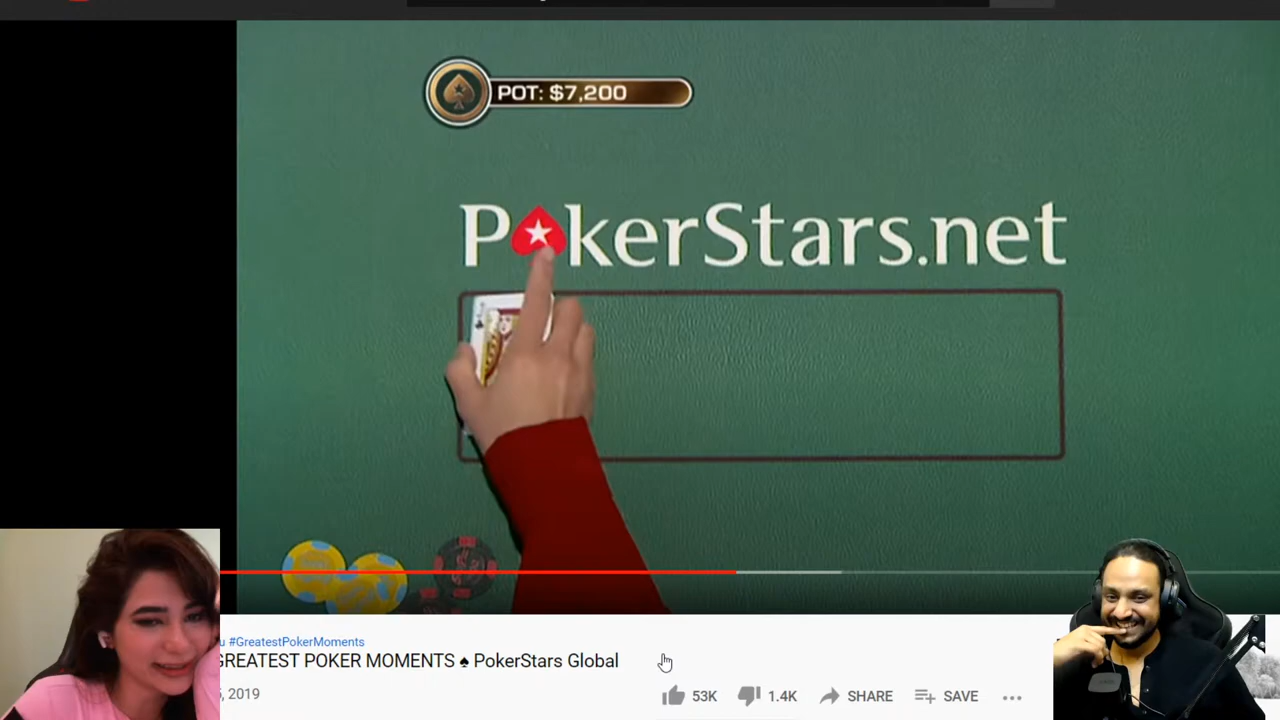 POT: $7,200
PokerStars.net
#GreatestPokerMoments
GREATEST POKER MOMENTS ♠ PokerStars Global
, 2019
53K
1.4K
SHARE
SAVE